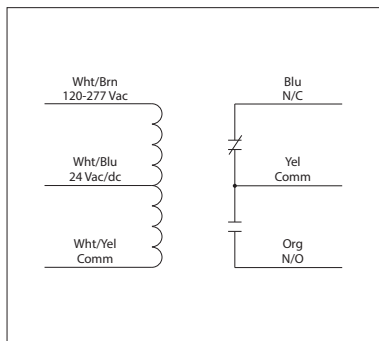 Wht/Brn
120-277 Vac
Wht/Blu
24 Vac/dc
Wht/Yel
Comm
Blu
N/C
Yel
Comm
Org
N/O